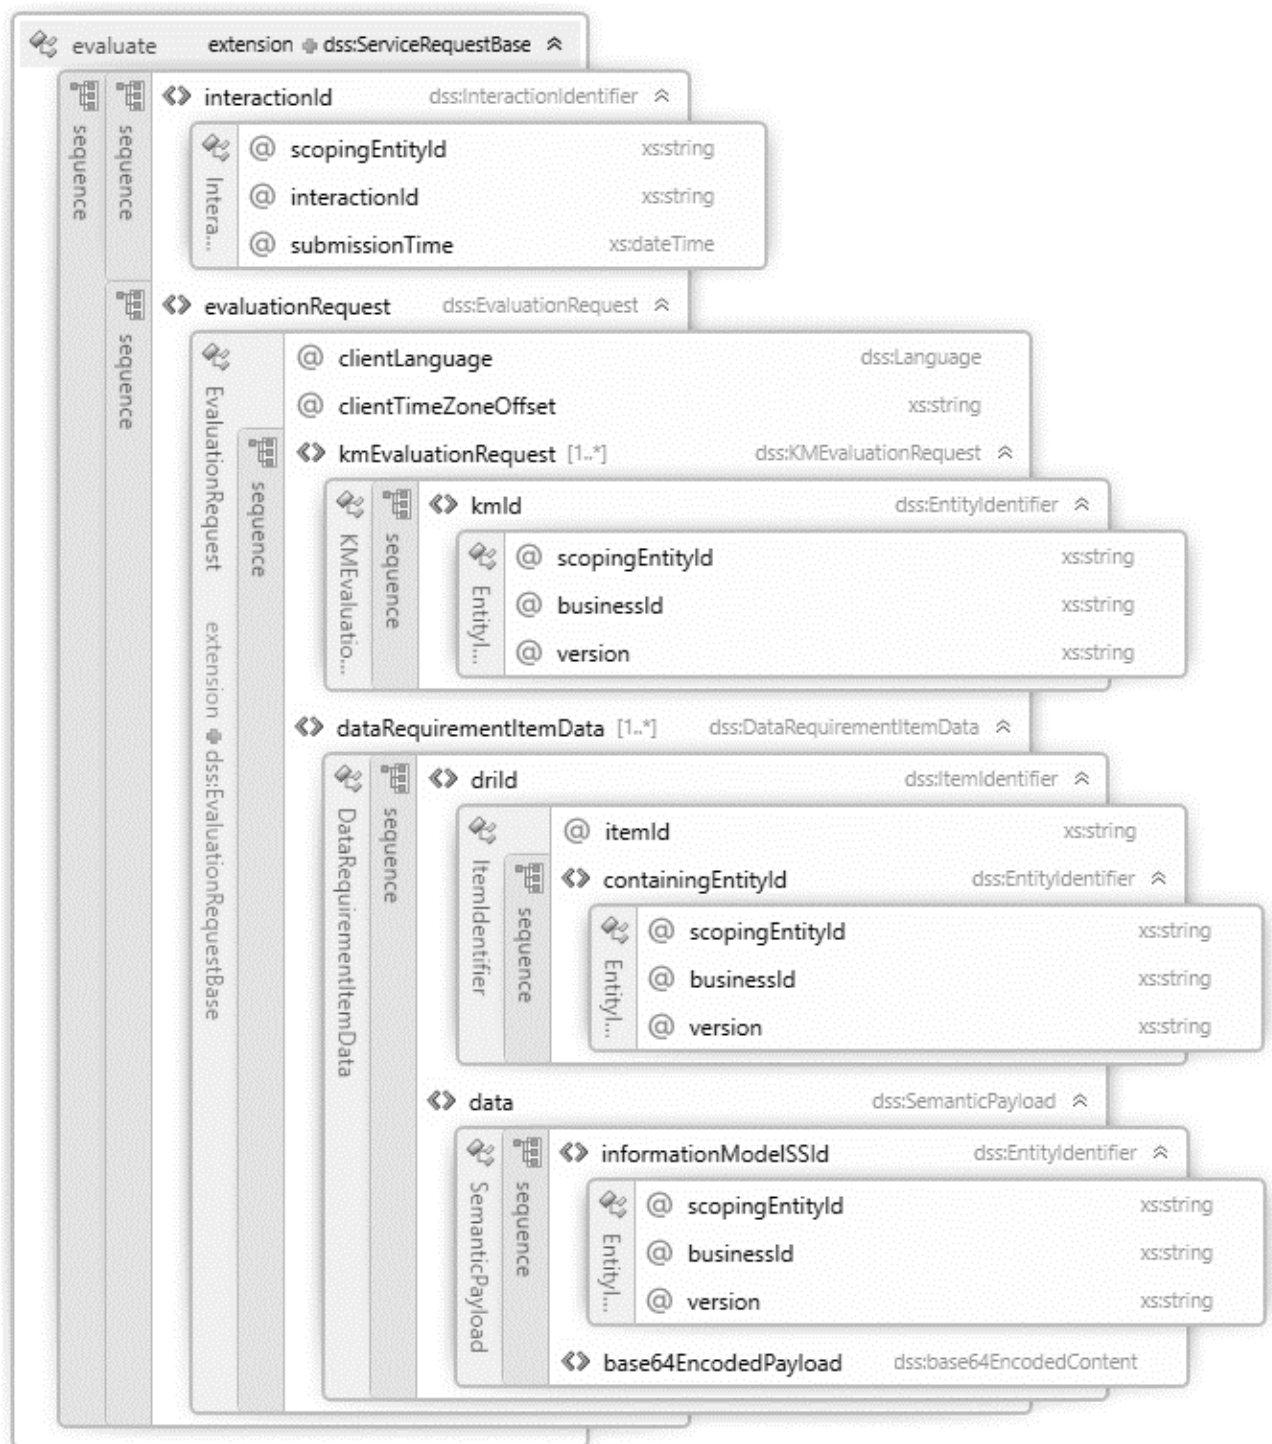 evaluate extension dss:ServiceRequestBase
sequence
sequence
interactionId dss:InteractionIdentifier
Intera...
@ scopingEntityId xs:string
@ interactionId xs:string
@ submissionTime xs:dateTime
sequence
evaluationRequest dss:EvaluationRequest
EvaluationRequest extension dss:EvaluationRequestBase
@ clientLanguage dss:Language
@ clientTimeZoneOffset xs:string
sequence
kmEvaluationRequest [1..*] dss:KMEvaluationRequest
KMEvaluatio...
sequence
kmId dss:EntityIdentifier
EntityI...
@ scopingEntityId xs:string
@ businessId xs:string
@ version xs:string
dataRequirementItemData [1..*] dss:DataRequirementItemData
DataRequirementItemData
sequence
driId dss:ItemIdentifier
ItemIdentifier
@ itemId xs:string
sequence
containingEntityId dss:EntityIdentifier
EntityI...
@ scopingEntityId xs:string
@ businessId xs:string
@ version xs:string
data dss:SemanticPayload
SemanticPayload
sequence
informationModelSSId dss:EntityIdentifier
EntityI...
@ scopingEntityId xs:string
@ businessId xs:string
@ version xs:string
base64EncodedPayload dss:base64EncodedContent